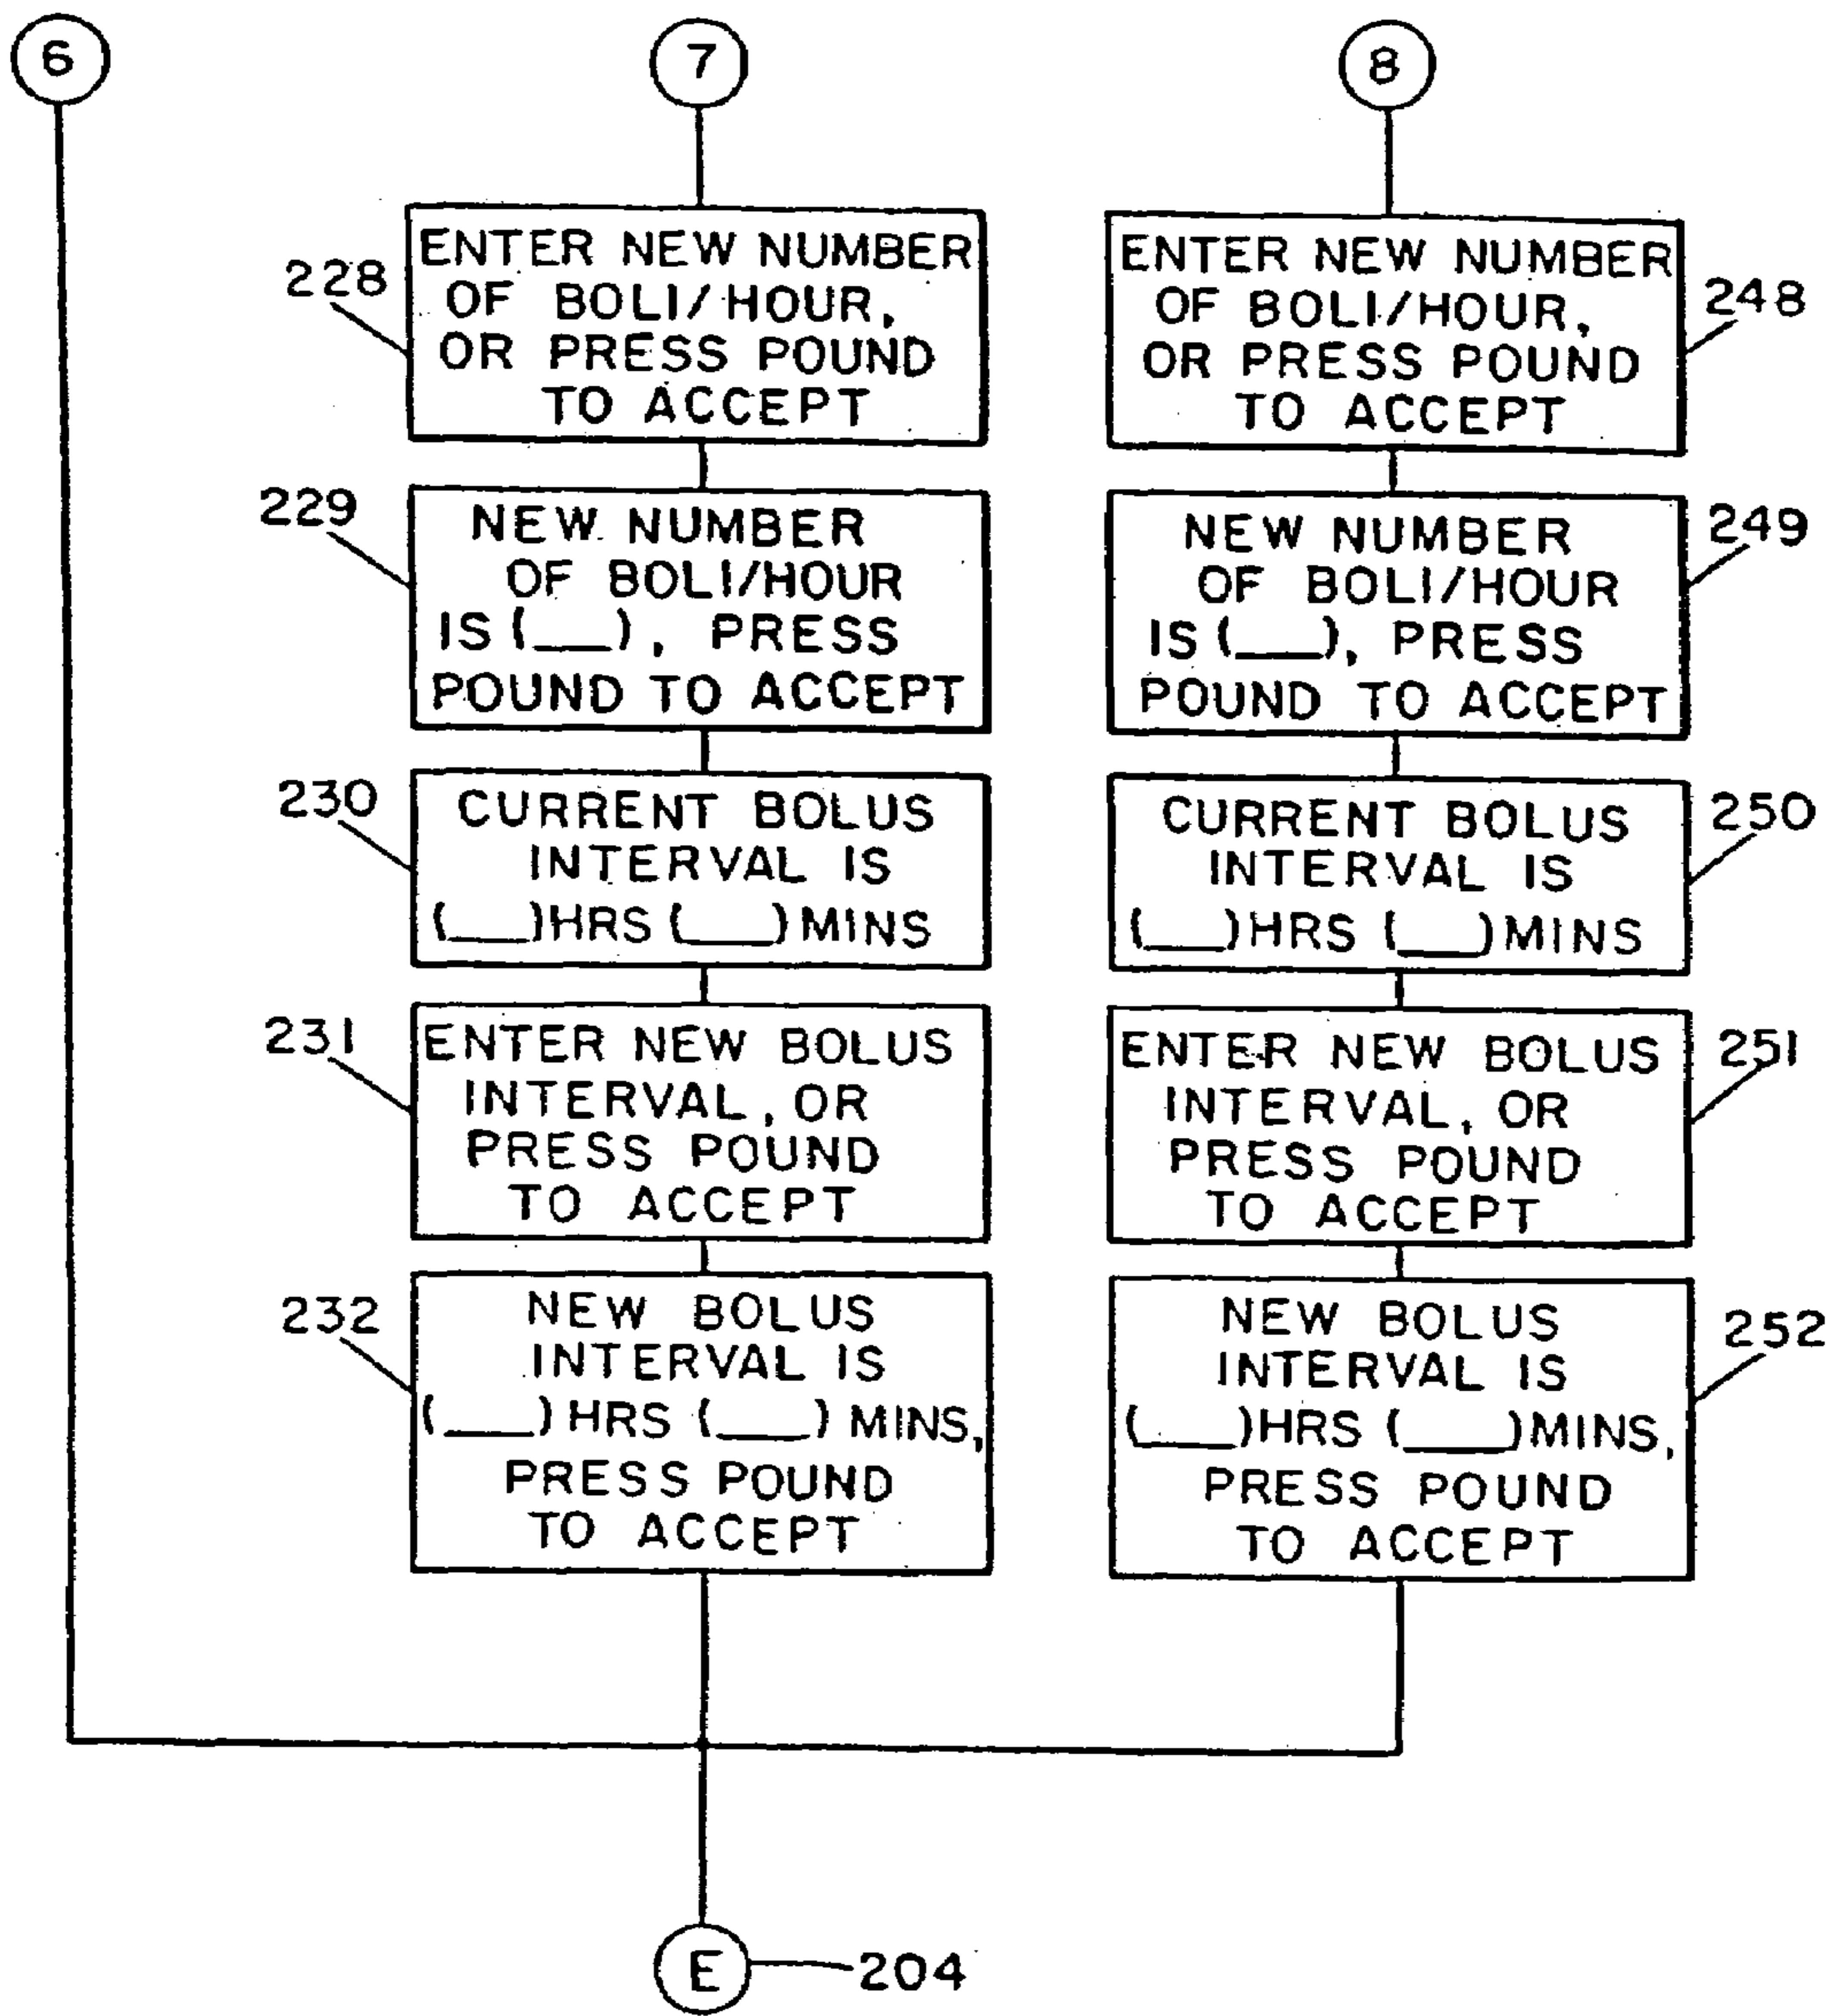 6
7
8
228
ENTER NEW NUMBER
OF BOLI/HOUR,
OR PRESS POUND
TO ACCEPT
229
NEW NUMBER
OF BOLI/HOUR
IS (___), PRESS
POUND TO ACCEPT
230
CURRENT BOLUS
INTERVAL IS
(___)HRS (___)MINS
231
ENTER NEW BOLUS
INTERVAL, OR
PRESS POUND
TO ACCEPT
232
NEW BOLUS
INTERVAL IS
(___)HRS (___) MINS,
PRESS POUND
TO ACCEPT
ENTER NEW NUMBER
OF BOLI/HOUR,
OR PRESS POUND
TO ACCEPT
248
NEW NUMBER
OF BOLI/HOUR
IS (___), PRESS
POUND TO ACCEPT
249
CURRENT BOLUS
INTERVAL IS
(___)HRS (___)MINS
250
ENTER NEW BOLUS
INTERVAL, OR
PRESS POUND
TO ACCEPT
251
NEW BOLUS
INTERVAL IS
(___)HRS (___)MINS,
PRESS POUND
TO ACCEPT
252
E
204